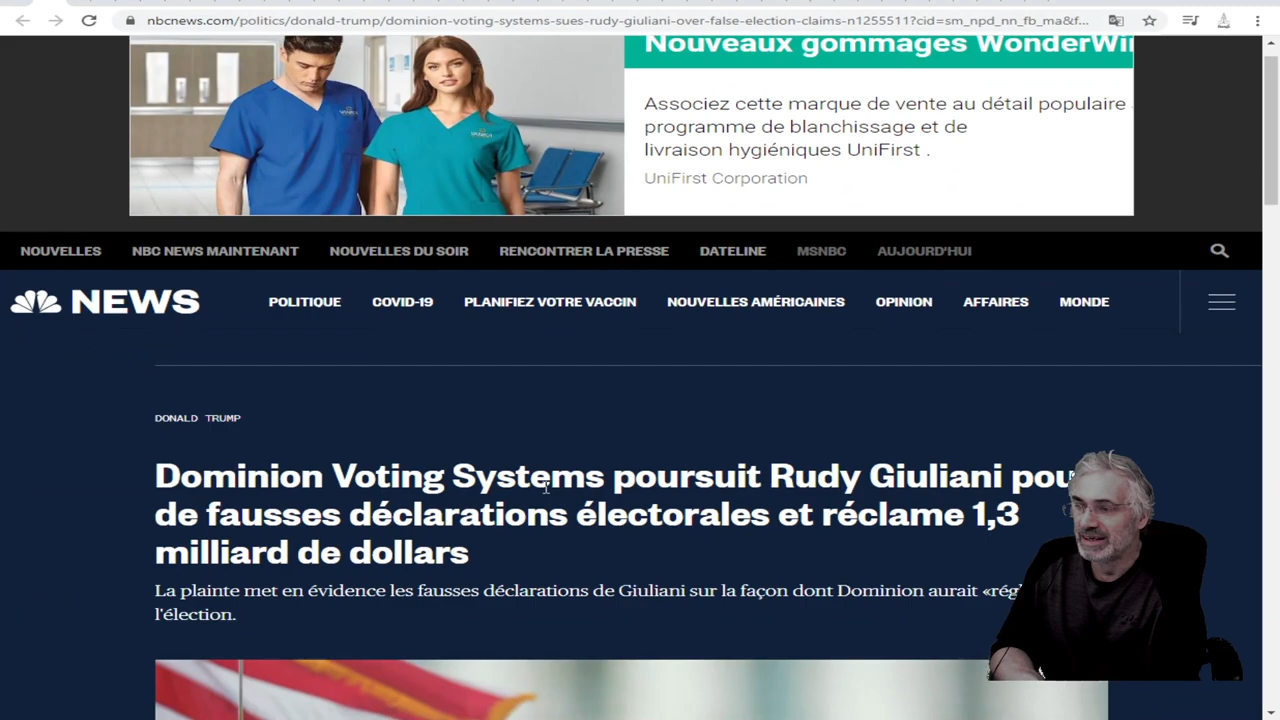 nbcnews.com/politics/donald-trump/dominion-voting-systems-sues-rudy-giuliani-over-false-election-claims-n1255511?cid=sm_npd_nn_fb_ma&f...
Nouveaux gommages
Associez cette marque de vente au détail populaire
programme de blanchissage et de
livraison hygiéniques UniFirst .
UniFirst Corporation
NOUVELLES NBC NEWS MAINTENANT NOUVELLES DU SOIR RENCONTRER LA PRESSE DATELINE MSNBC AUJOURD'HUI
NEWS POLITIQUE COVID-19 PLANIFIEZ VOTRE VACCIN NOUVELLES AMÉRICAINES OPINION AFFAIRES MONDE
DONALD TRUMP
Dominion Voting Systems poursuit Rudy Giuliani
de fausses déclarations électorales et réclame 1,3
milliard de dollars
La plainte met en évidence les fausses déclarations de Giuliani sur la façon dont Dominion aurait
l'élection.